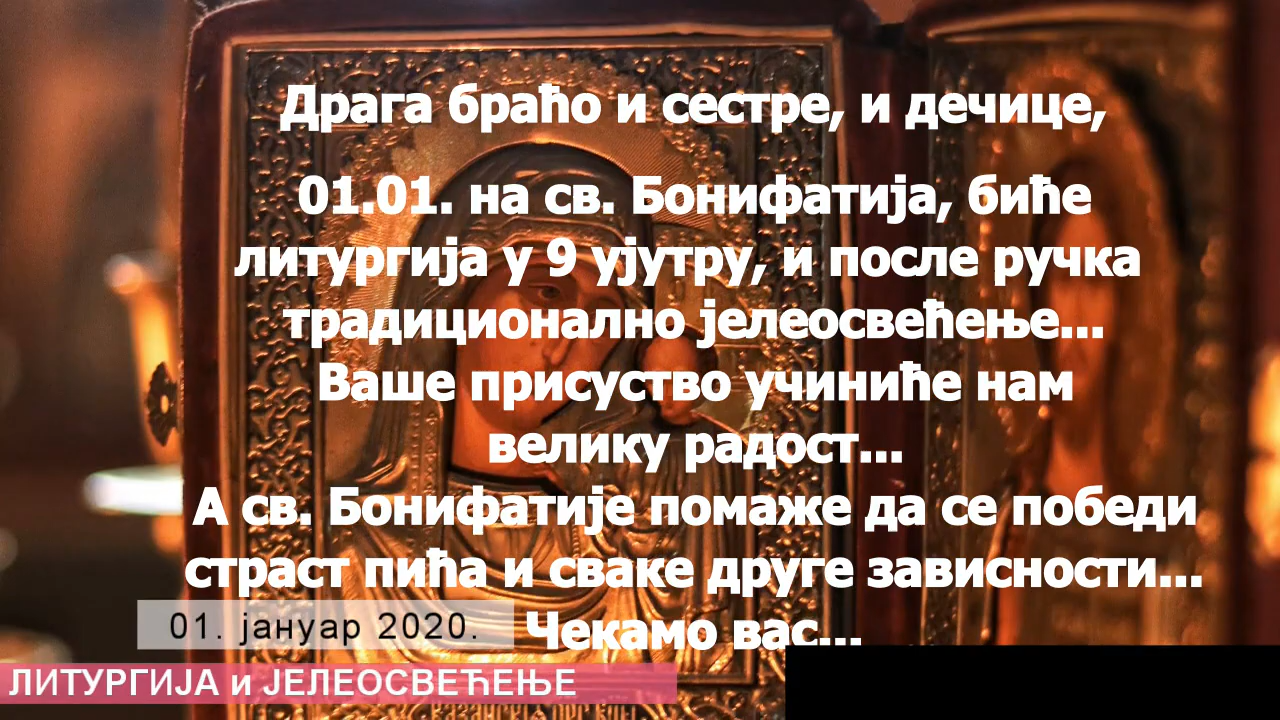 Драга браћо и сестре, и дечице,
01.01. на св. Бонифатија, биће
литургија у 9 ујутру, и после ручка
традиционално јелеосвећење...
Ваше присуство учиниће нам
велику радост...
А св. Бонифатије помаже да се победи
страст пића и сваке друге зависности...
Чекамо вас...
01. јануар 2020.
ЛИТУРГИЈА и ЈЕЛЕОСВЕЋЕЊЕ